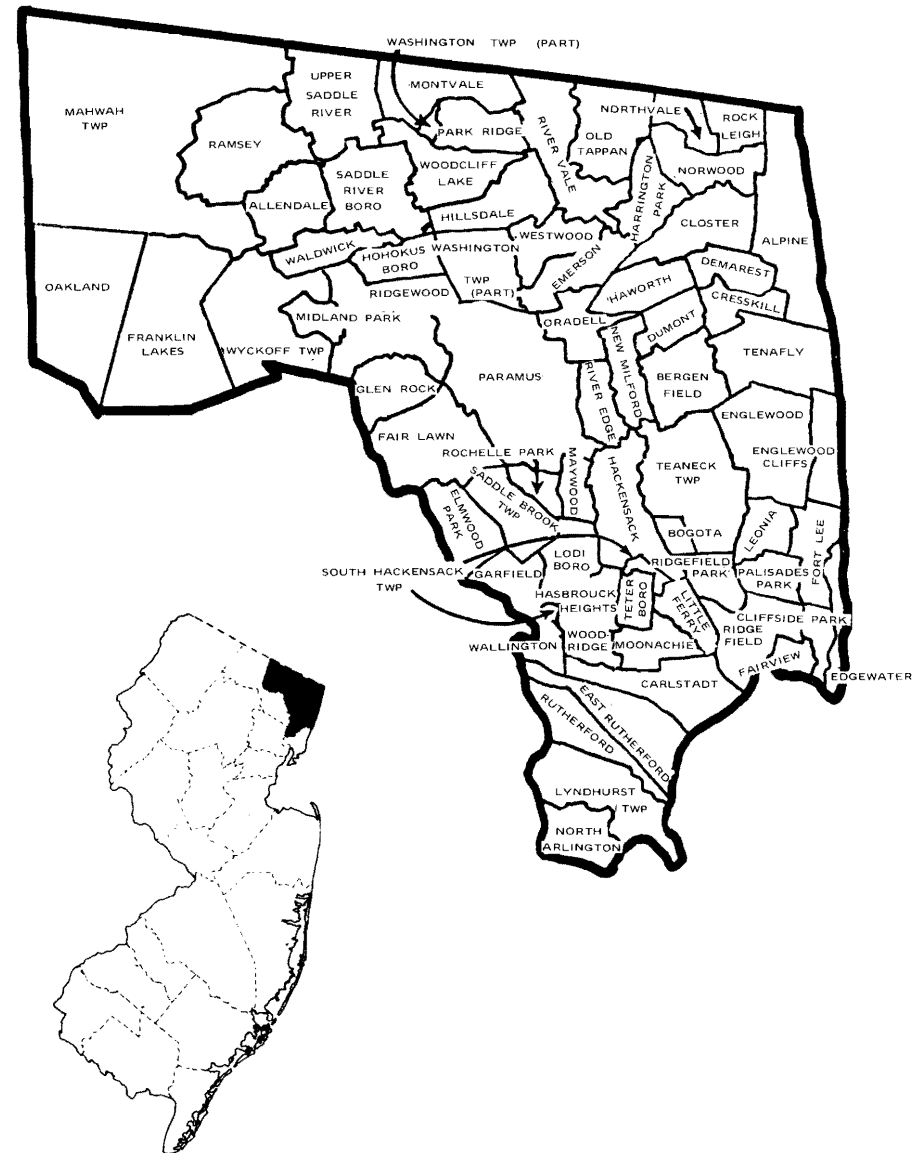 WASHINGTON TWP (PART)
MAHWAH
TWP
UPPER
SADDLE
RIVER
MONTVALE
PARK RIDGE
RIVER VALE
NORTHVALE
OLD
TAPPAN
ROCK
LEIGH
RAMSEY
SADDLE
RIVER
BORO
WOODCLIFF
LAKE
HARRINGTON
PARK
NORWOOD
ALLENDALE
HILLSDALE
CLOSTER
WESTWOOD
ALPINE
WALDWICK
HOHOKUS
BORO
WASHINGTON
TWP
(PART)
EMERSON
DEMAREST
OAKLAND
RIDGEWOOD
HAWORTH
CRESSKILL
MIDLAND PARK
ORADELL
DUMONT
FRANKLIN
LAKES
WYCKOFF TWP
NEW MILFORD
TENAFLY
GLEN ROCK
PARAMUS
RIVER EDGE
BERGEN
FIELD
ENGLEWOOD
FAIR LAWN
ROCHELLE PARK
MAYWOOD
HACKENSACK
TEANECK
TWP
ENGLEWOOD
CLIFFS
ELMWOOD
PARK
SADDLE BROOK
TWP
BOGOTA
LEONIA
FORT LEE
LODI
BORO
RIDGEFIELD
PARK
PALISADES
PARK
SOUTH HACKENSACK
TWP
GARFIELD
HASBROUCK
HEIGHTS
TETER
BORO
LITTLE
FERRY
CLIFFSIDE PARK
RIDGE
FIELD
WALLINGTON
WOOD-
RIDGE
MOONACHIE
FAIRVIEW
EDGEWATER
CARLSTADT
EAST RUTHERFORD
RUTHERFORD
LYNDHURST
TWP
NORTH
ARLINGTON